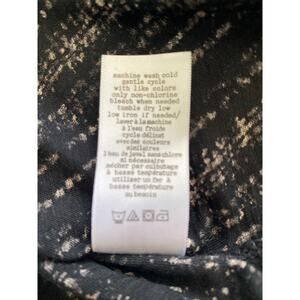 machine wash cold
gentle cycle
with like colors
only non-chlorine
bleach when needed
tumble dry low
low iron if needed/
laver à la machine
à l'eau froide
cycle délicat
avec des couleurs
similaires
l'eau de javel sans chlore
si nécessaire
sécher par culbutage
à basse température
utiliser un fer à
basse température
au besoin